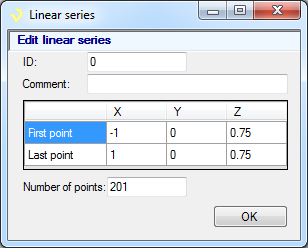 Linear series
Edit linear series
ID: 0
Comment:
X Y Z
First point -1 0 0.75
Last point 1 0 0.75
Number of points: 201
OK